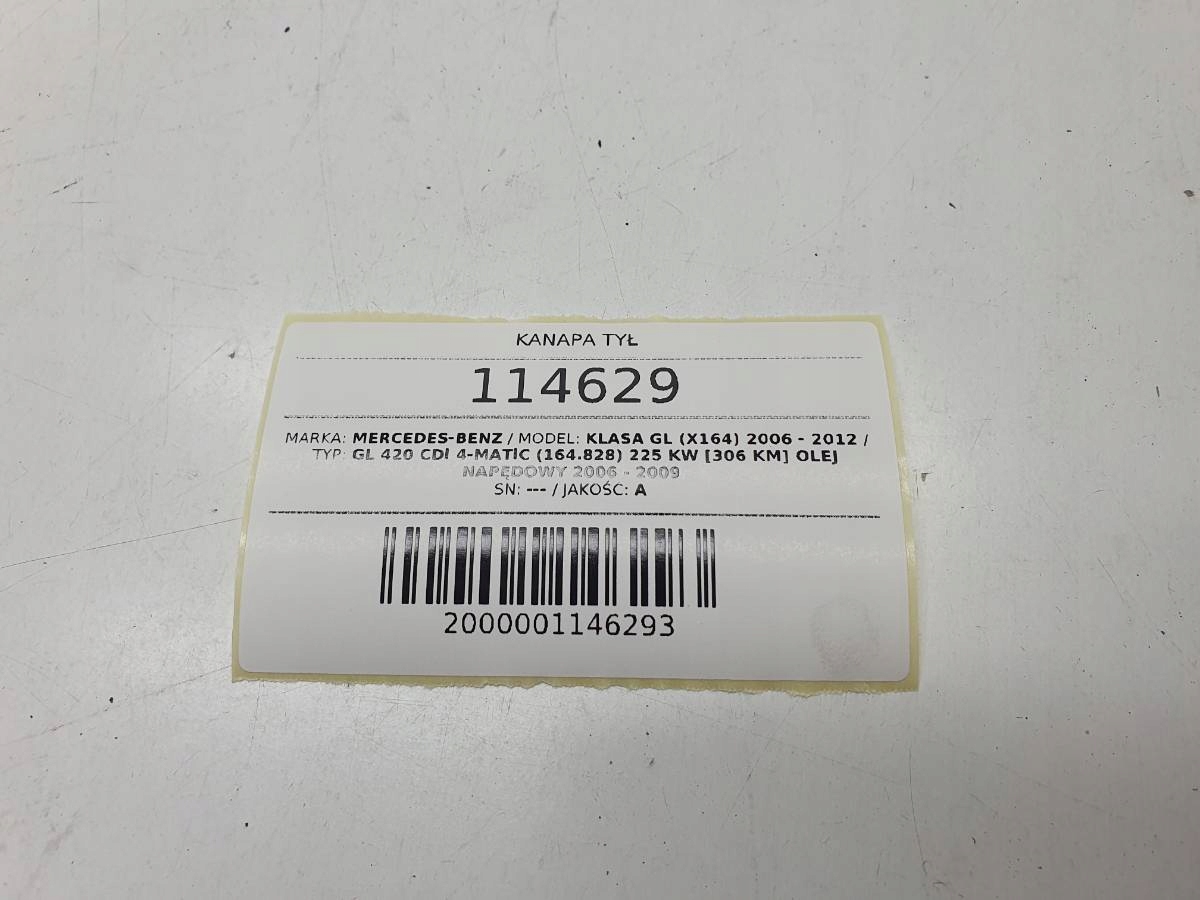 KANAPA TYŁ
114629
MARKA: MERCEDES-BENZ / MODEL: KLASA GL (X164) 2006 - 2012 /
TYP: GL 420 CDI 4-MATIC (164.828) 225 KW [306 KM] OLEJ
NAPĘDOWY 2006 - 2009
SN: --- / JAKOŚC: A
2000001146293